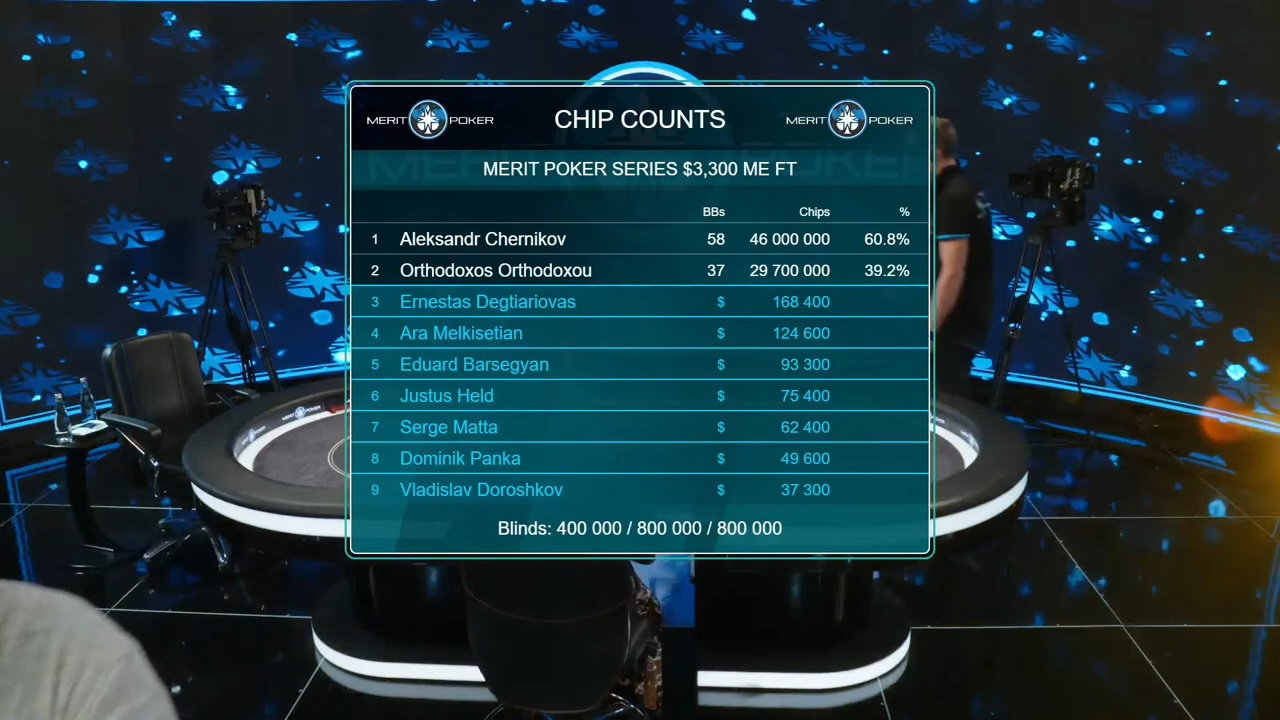 MERIT POKER CHIP COUNTS MERIT POKER
MERIT POKER SERIES $3,300 ME FT
BBs Chips %
1 Aleksandr Chernikov 58 46 000 000 60.8%
2 Orthodoxos Orthodoxou 37 29 700 000 39.2%
3 Ernestas Degtiariovas $ 168 400
4 Ara Melkisetian $ 124 600
5 Eduard Barsegyan $ 93 300
6 Justus Held $ 75 400
7 Serge Matta $ 62 400
8 Dominik Panka $ 49 600
9 Vladislav Doroshkov $ 37 300
Blinds: 400 000 / 800 000 / 800 000
MERIT POKER